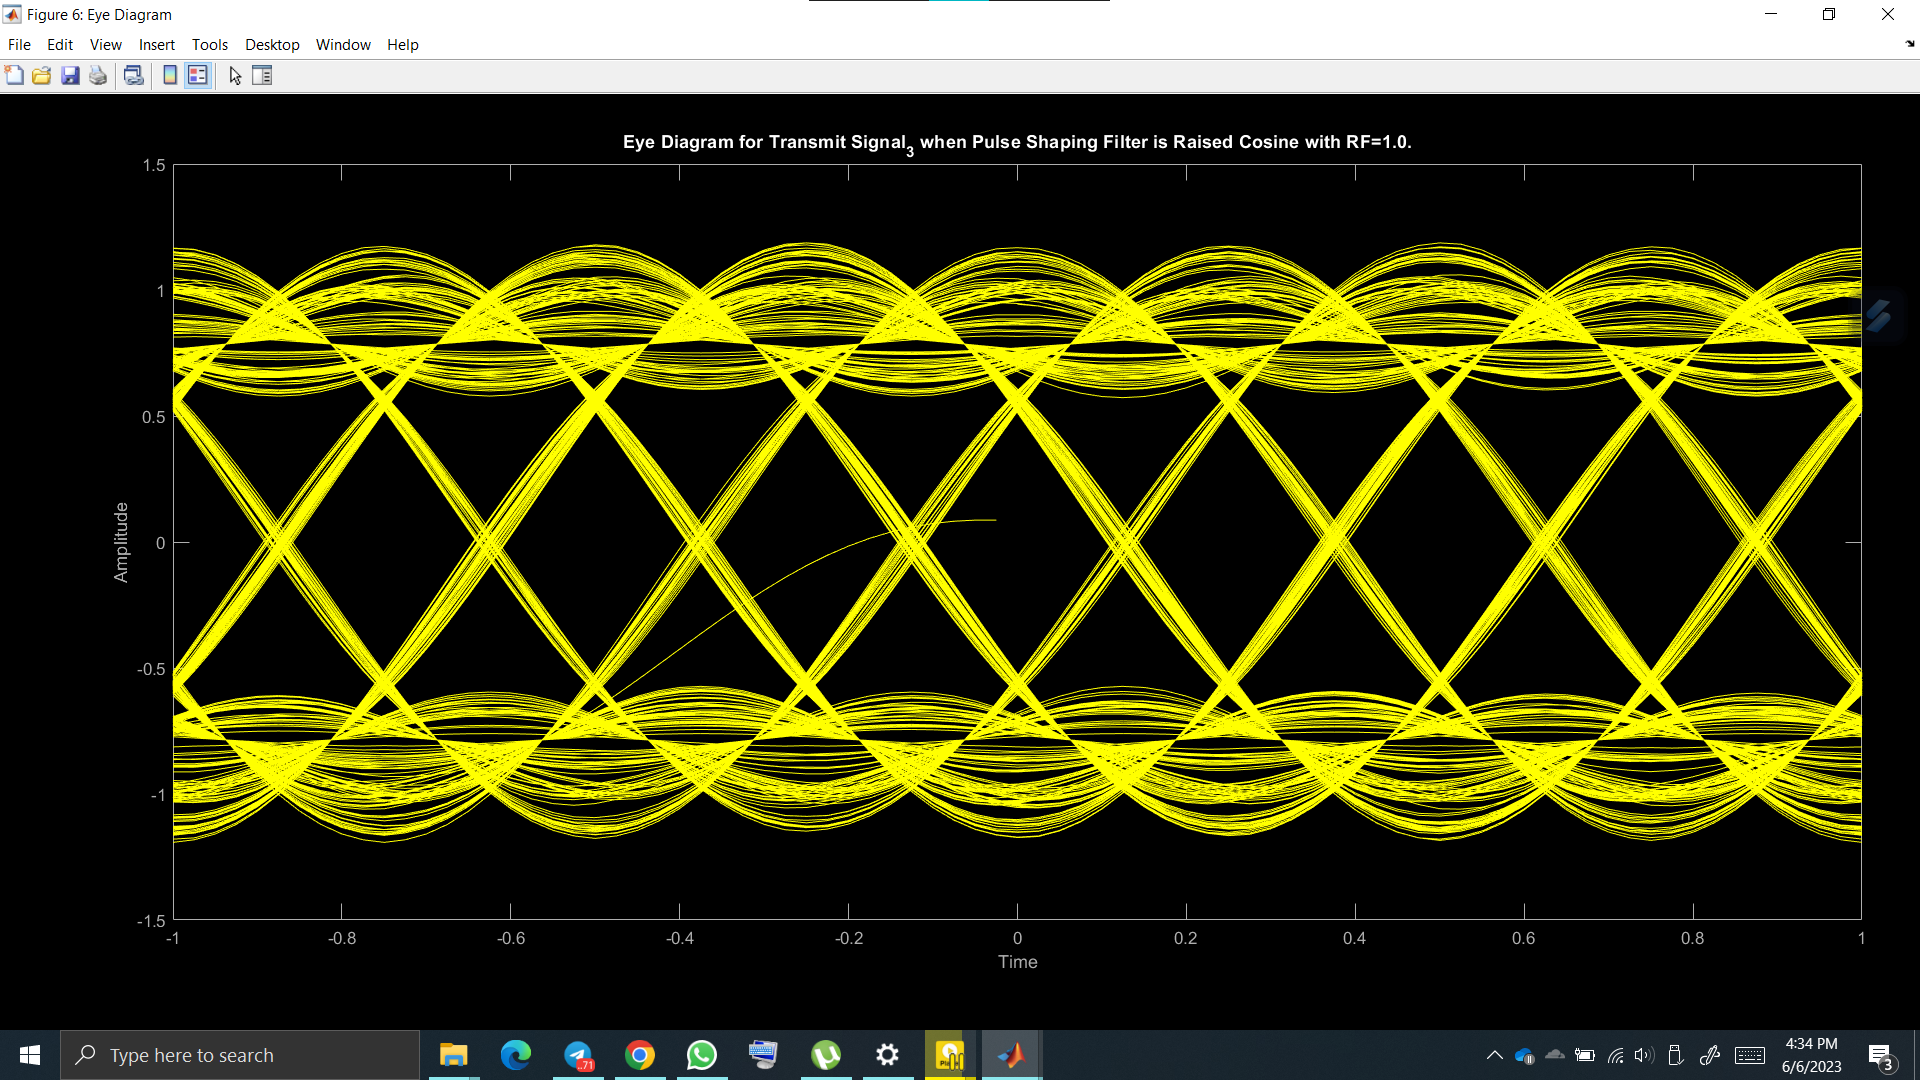 Figure 6: Eye Diagram
File Edit View Insert Tools Desktop Window Help
Eye Diagram for Transmit Signal3 when Pulse Shaping Filter is Raised Cosine with RF=1.0.
1.5
1
0.5
0
-0.5
-1
-1.5
Amplitude
-1 -0.8 -0.6 -0.4 -0.2 0 0.2 0.4 0.6 0.8 1
Time
Type here to search
..71
4:34 PM
6/6/2023
3